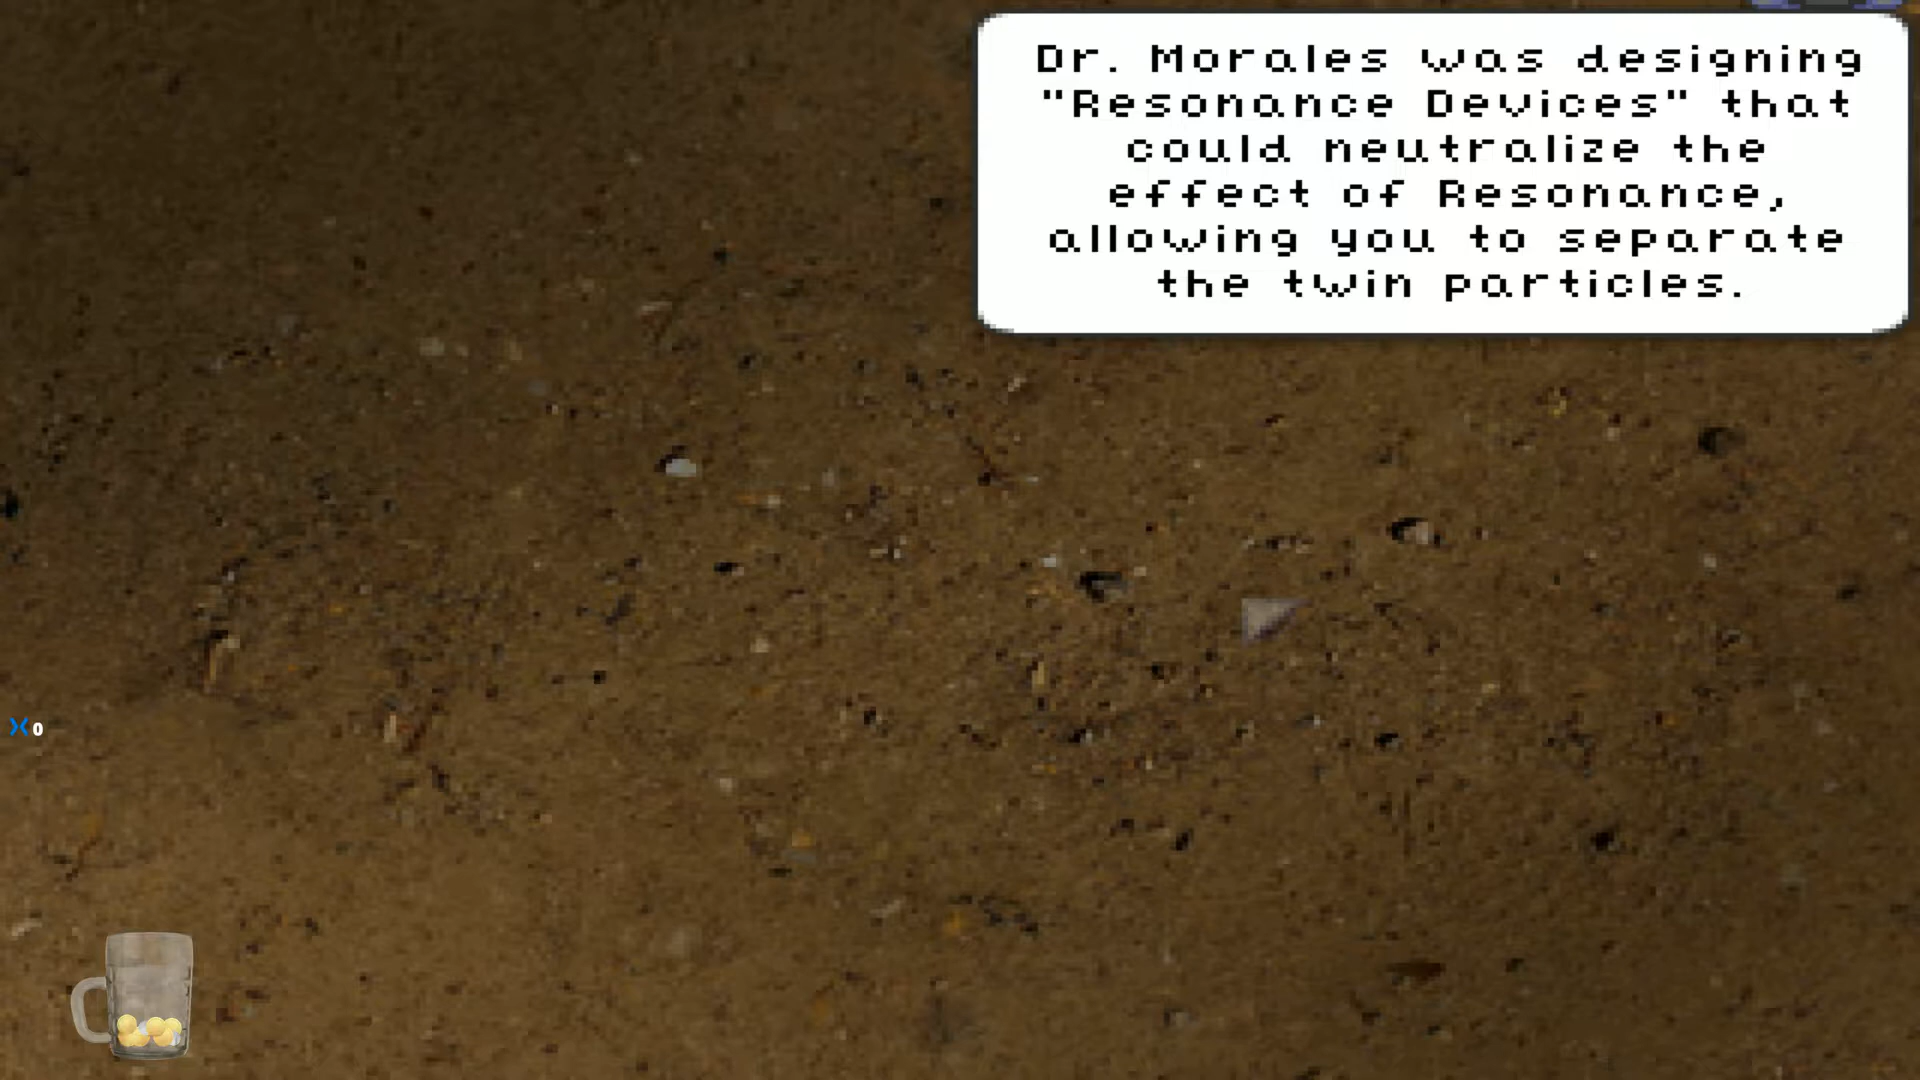 Dr. Morales was designing
"Resonance Devices" that
could neutralize the
effect of Resonance,
allowing you to separate
the twin particles.
0